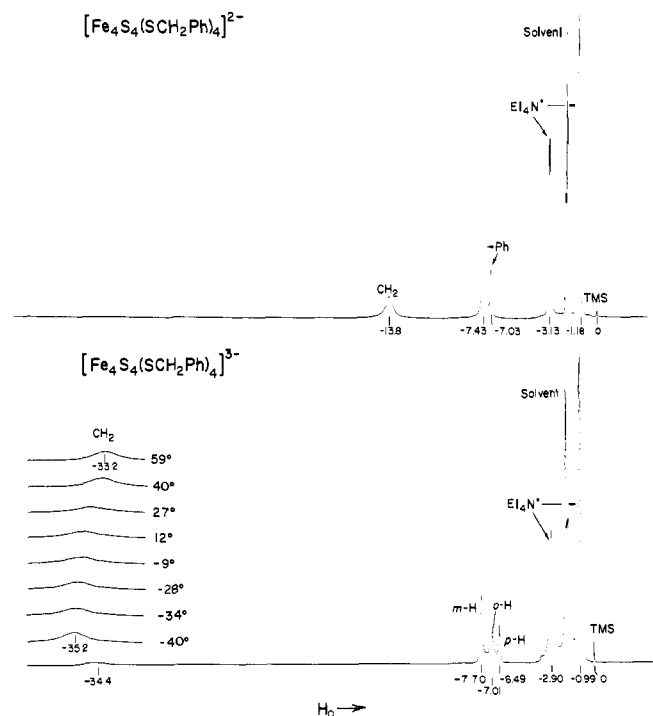 [Fe₄S₄(SCH₂Ph)₄]²⁻
Solvent
Et₄N⁺
-Ph
CH₂
TMS
-13.8 -7.43 -7.03 -3.13 -1.18 0
[Fe₄S₄(SCH₂Ph)₄]³⁻
Solvent
CH₂
-33.2 59°
40°
27°
12°
-9°
-28°
-34°
-40°
-35.2
Et₄N⁺
m-H o-H
p-H
TMS
-34.4 -7.70 -7.01 -6.49 -2.90 -0.99 0
H₀ →